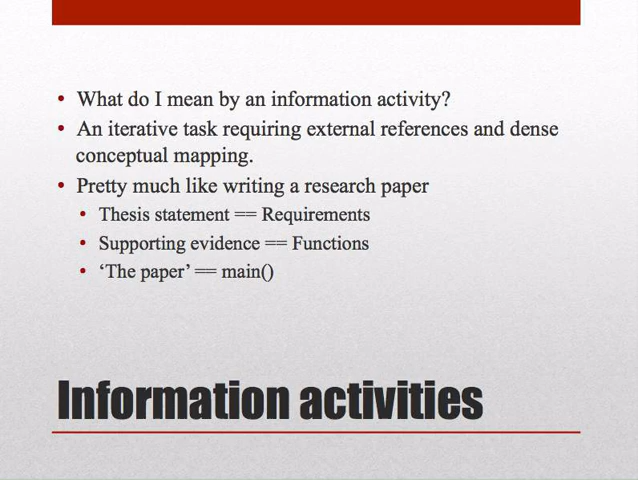 • What do I mean by an information activity?
• An iterative task requiring external references and dense
conceptual mapping.
• Pretty much like writing a research paper
• Thesis statement == Requirements
• Supporting evidence == Functions
• ‘The paper’ == main()
Information activities